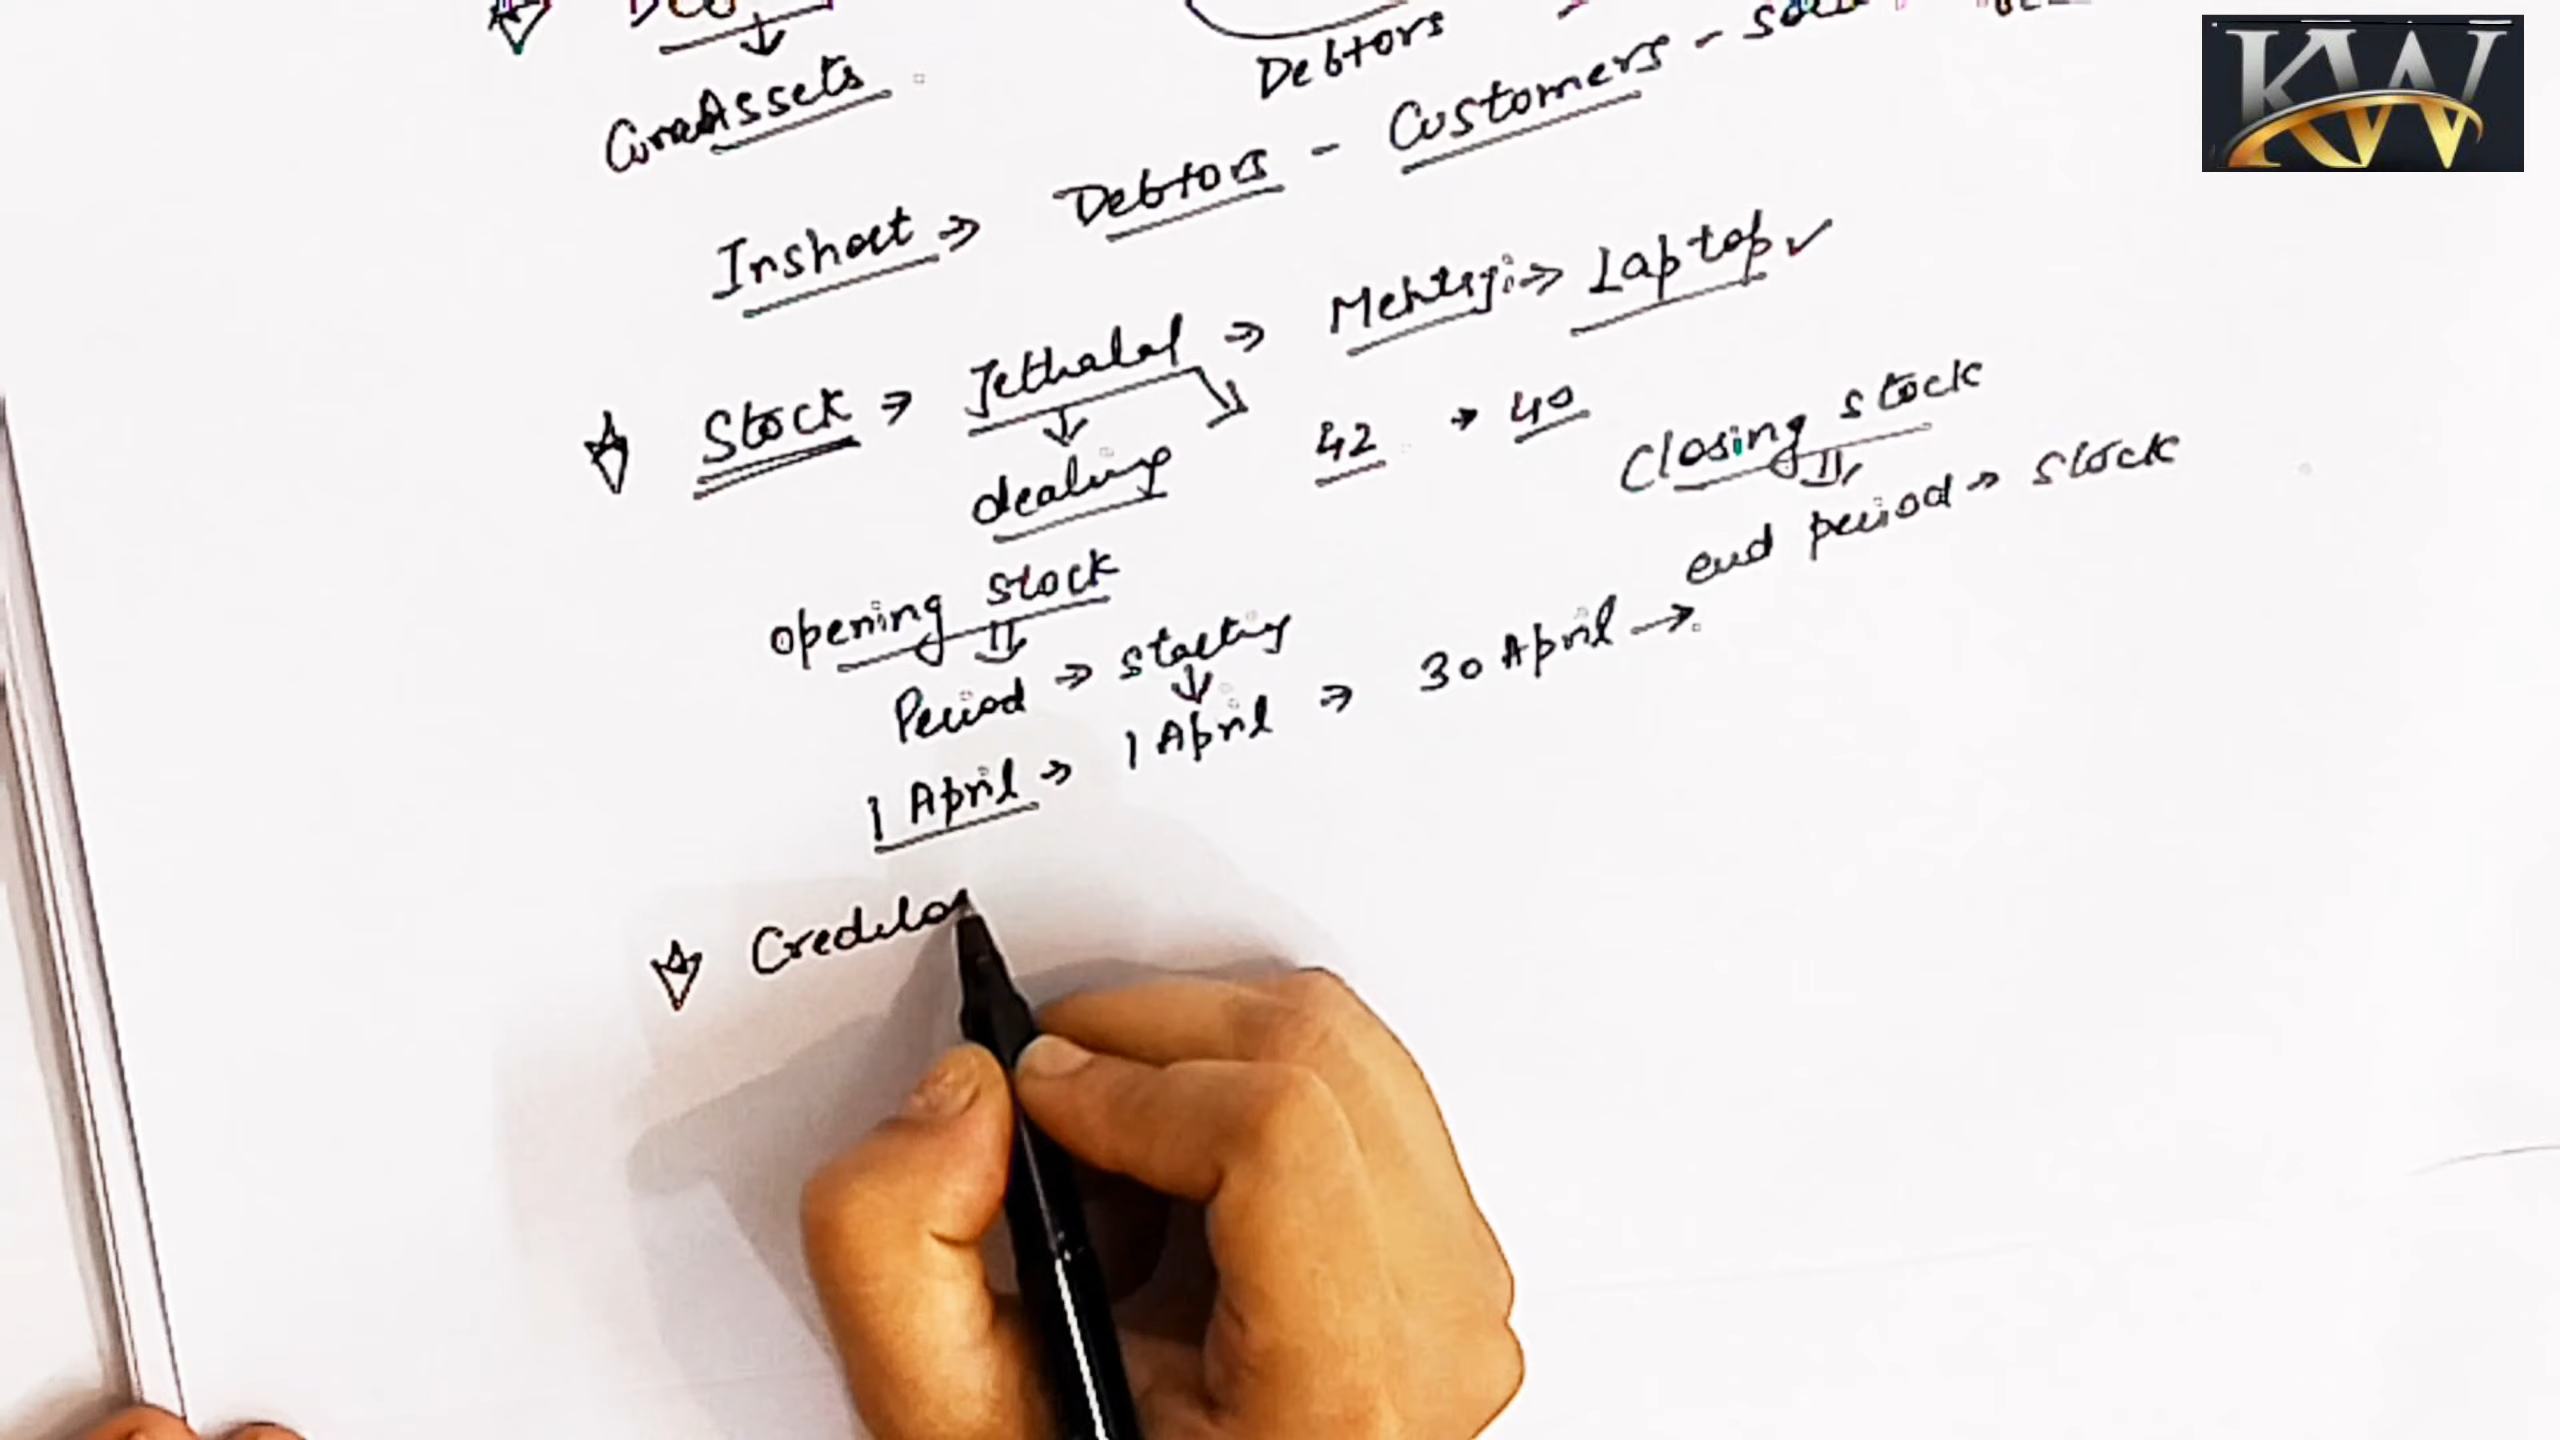 Debtors
Assets
Inshort ⇒ Debtors - Customers -
Stock ⇒ Jethalal ⇒ Mehtaji ⇒ Laptop ✓
dealing 42 → 40
Closing stock
end period → stock
opening stock
Period ⇒ starting
1 April ⇒ 1 April ⇒ 30 April →
Creditor
KW